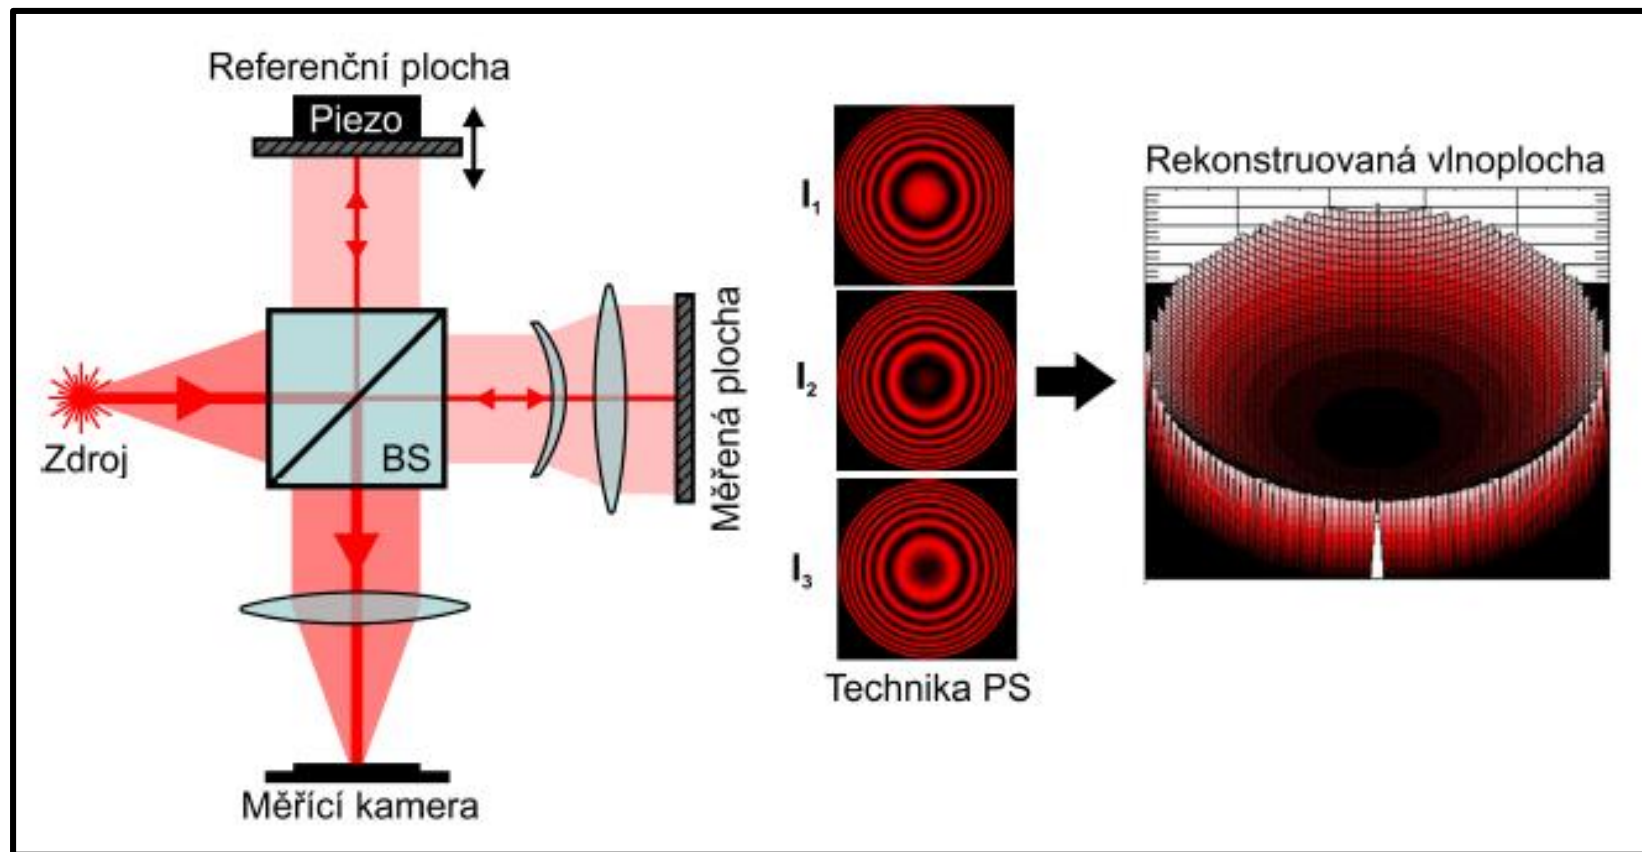 Referenční plocha
Piezo
Zdroj
BS
Měřená plocha
Měřící kamera
I₁
I₂
I₃
Technika PS
Rekonstruovaná vlnoplocha